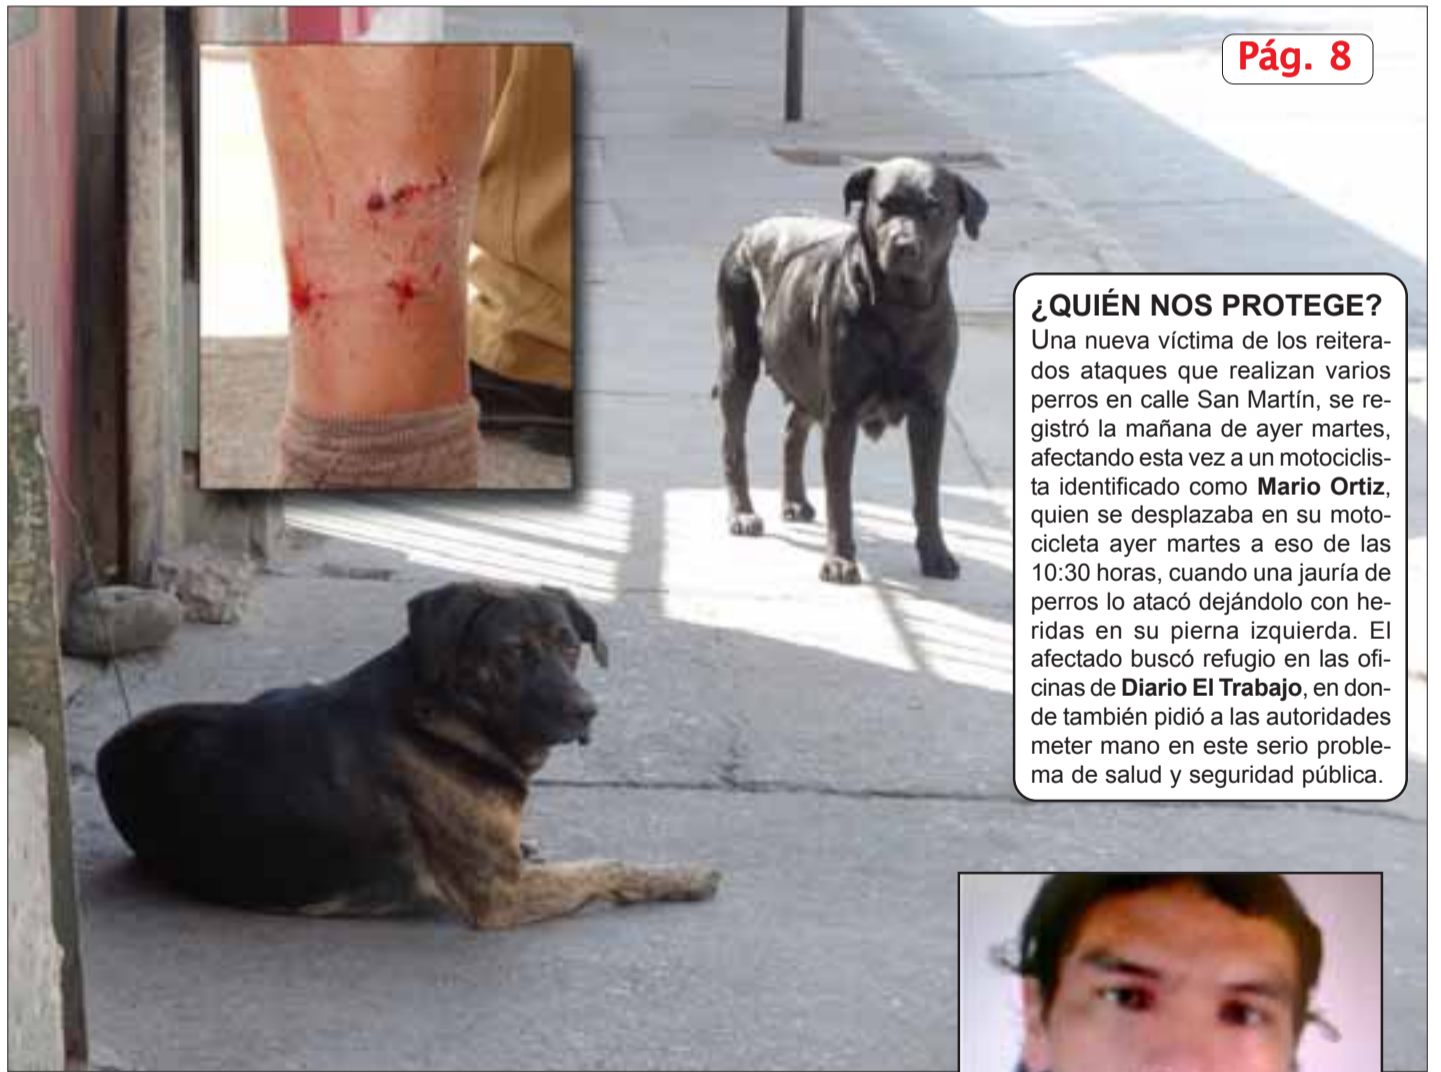 Pág. 8
¿QUIÉN NOS PROTEGE?
Una nueva víctima de los reitera-
dos ataques que realizan varios
perros en calle San Martín, se re-
gistró la mañana de ayer martes,
afectando esta vez a un motociclis-
ta identificado como Mario Ortiz,
quien se desplazaba en su moto-
cicleta ayer martes a eso de las
10:30 horas, cuando una jauría de
perros lo atacó dejándolo con he-
ridas en su pierna izquierda. El
afectado buscó refugio en las ofi-
cinas de Diario El Trabajo, en don-
de también pidió a las autoridades
meter mano en este serio proble-
ma de salud y seguridad pública.